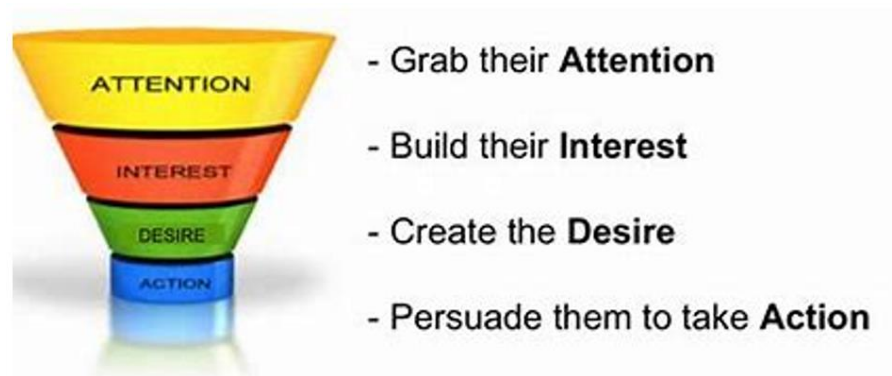 ATTENTION
INTEREST
DESIRE
ACTION
- Grab their Attention
- Build their Interest
- Create the Desire
- Persuade them to take Action